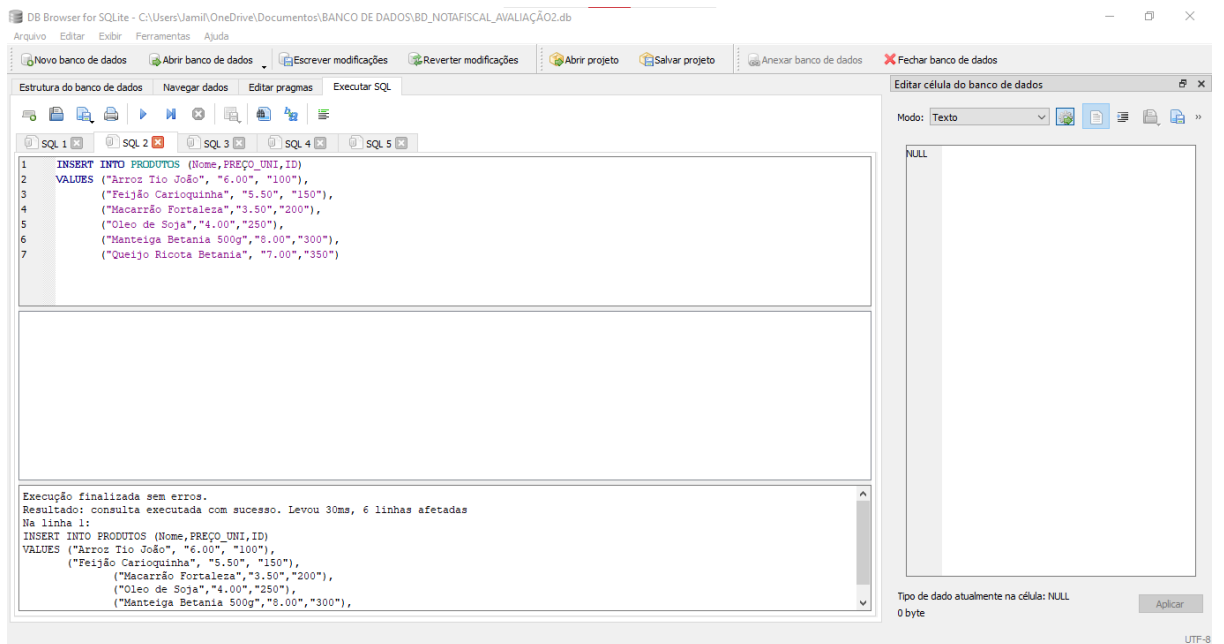 DB Browser for SQLite - C:\Users\Jamil\OneDrive\Documentos\BANCO DE DADOS\BD_NOTAFISCAL_AVALIAÇÃO2.db
Arquivo Editar Exibir Ferramentas Ajuda
Novo banco de dados Abrir banco de dados Escrever modificações Reverter modificações Abrir projeto Salvar projeto Anexar banco de dados Fechar banco de dados
Estrutura do banco de dados Navegar dados Editar pragmas Executar SQL
Editar célula do banco de dados
Modo: Texto
SQL 1 SQL 2 SQL 3 SQL 4 SQL 5
1 INSERT INTO PRODUTOS (Nome,PREÇO_UNI,ID)
2 VALUES ("Arroz Tio João", "6.00", "100"),
3 ("Feijão Carioquinha", "5.50", "150"),
4 ("Macarrão Fortaleza","3.50","200"),
5 ("Oleo de Soja","4.00","250"),
6 ("Manteiga Betania 500g","8.00","300"),
7 ("Queijo Ricota Betania", "7.00","350")
NULL
Execução finalizada sem erros.
Resultado: consulta executada com sucesso. Levou 30ms, 6 linhas afetadas
Na linha 1:
INSERT INTO PRODUTOS (Nome,PREÇO_UNI,ID)
VALUES ("Arroz Tio João", "6.00", "100"),
("Feijão Carioquinha", "5.50", "150"),
("Macarrão Fortaleza","3.50","200"),
("Oleo de Soja","4.00","250"),
("Manteiga Betania 500g","8.00","300"),
Tipo de dado atualmente na célula: NULL
0 byte
Aplicar
UTF-8